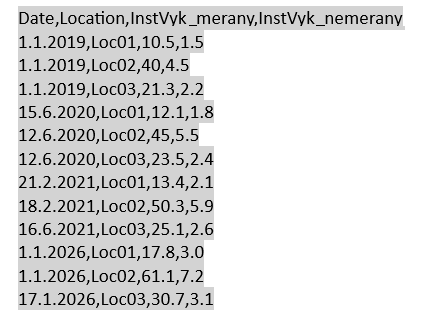 Date,Location,InstVyk_merany,InstVyk_nemerany
1.1.2019,Loc01,10.5,1.5
1.1.2019,Loc02,40,4.5
1.1.2019,Loc03,21.3,2.2
15.6.2020,Loc01,12.1,1.8
12.6.2020,Loc02,45,5.5
12.6.2020,Loc03,23.5,2.4
21.2.2021,Loc01,13.4,2.1
18.2.2021,Loc02,50.3,5.9
16.6.2021,Loc03,25.1,2.6
1.1.2026,Loc01,17.8,3.0
1.1.2026,Loc02,61.1,7.2
17.1.2026,Loc03,30.7,3.1